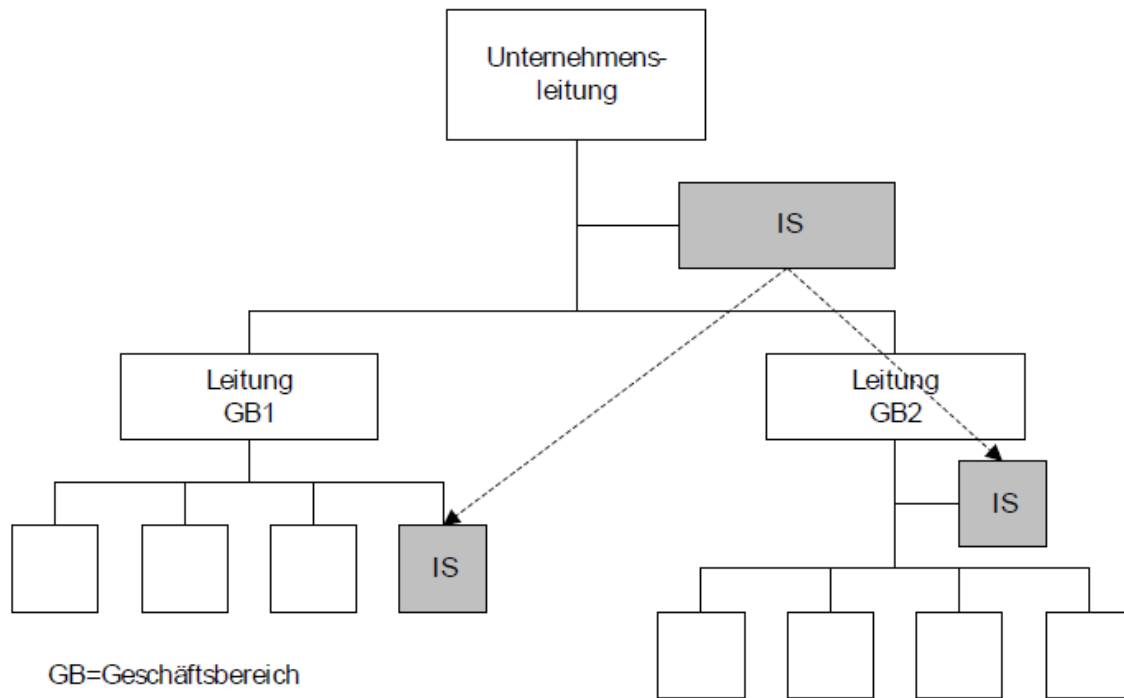 Unternehmens-
leitung
IS
Leitung
GB1
Leitung
GB2
IS
IS
GB=Geschäftsbereich